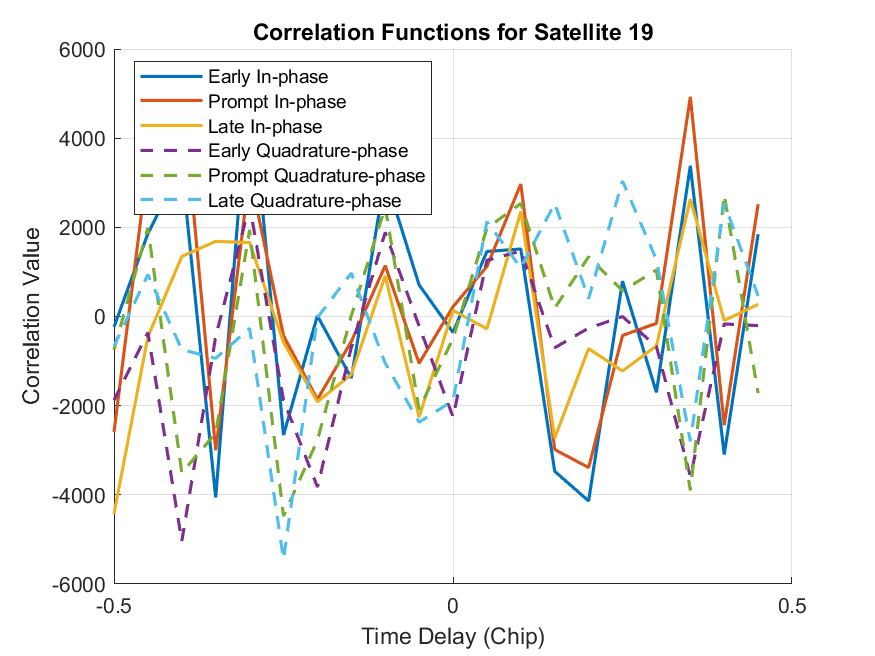 Correlation Functions for Satellite 19
6000
4000
2000
0
-2000
-4000
-6000
Correlation Value
Early In-phase
Prompt In-phase
Late In-phase
Early Quadrature-phase
Prompt Quadrature-phase
Late Quadrature-phase
-0.5 0 0.5
Time Delay (Chip)